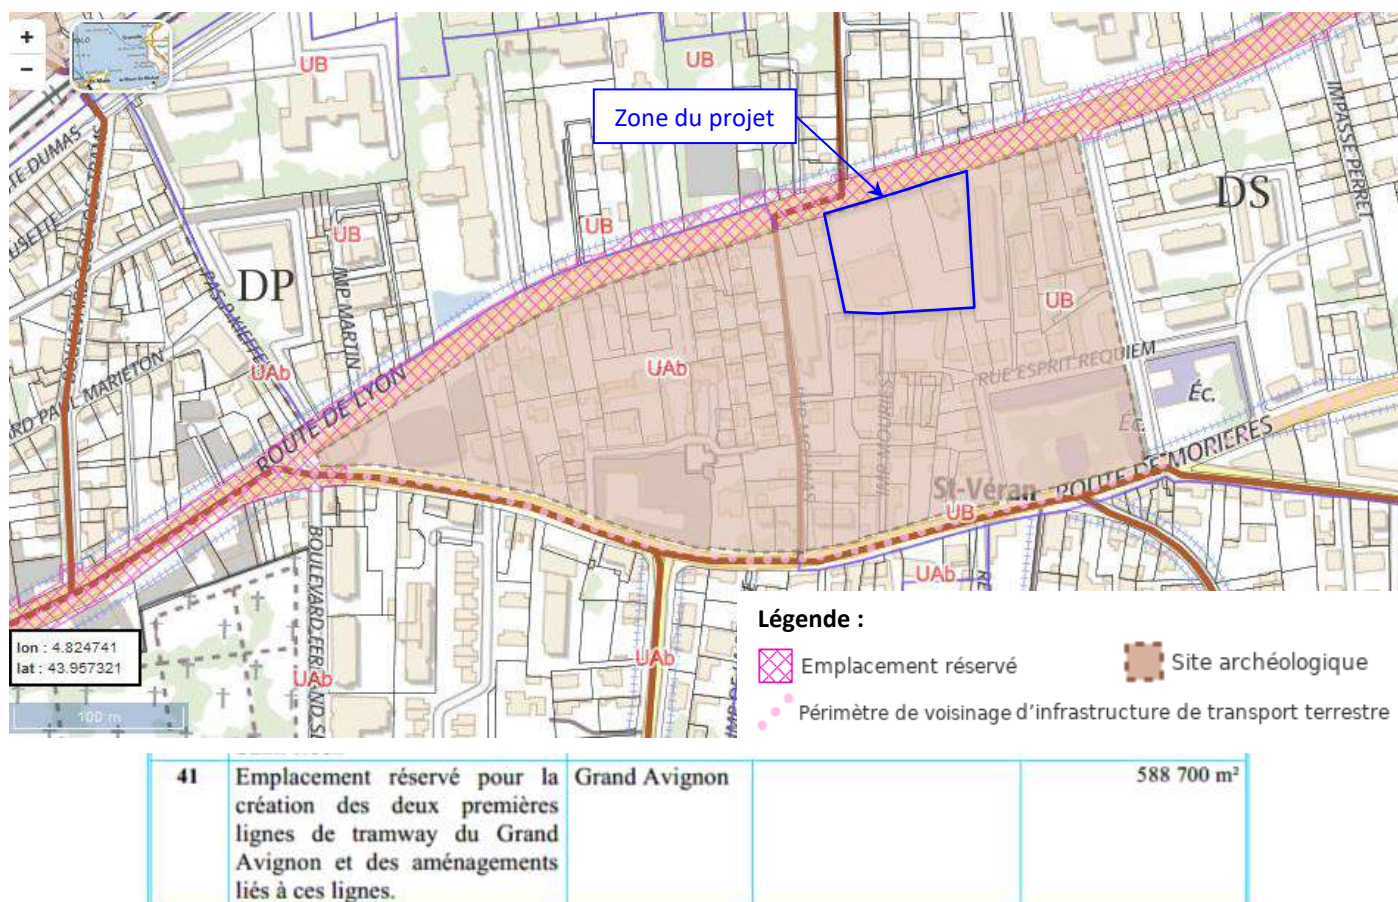 +
−
UB
UB
Zone du projet
IMPASSE PERRET
DS
UB
UB
DP
IMP MARTIN
UB
UAb
UAb
RUE ESPRIT REQUIEM
Éc.
Éc.
ROUTE DE LYON
ROUTE DE MORIERES
St-Véran
UB
UAb
UAb
UAb
lon : 4.824741
lat : 43.957321
100 m
Légende :
Emplacement réservé
Site archéologique
Périmètre de voisinage d'infrastructure de transport terrestre
41 Emplacement réservé pour la Grand Avignon 588 700 m²
création des deux premières
lignes de tramway du Grand
Avignon et des aménagements
liés à ces lignes.